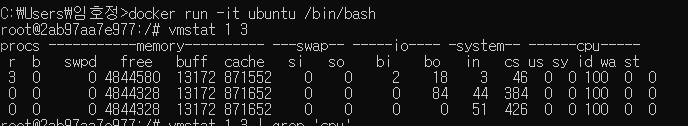 C:\Users\임호정>docker run -it ubuntu /bin/bash
root@2ab97aa7e977:/# vmstat 1 3
procs -----------memory---------- ---swap-- -----io---- -system-- ------cpu-----
r b swpd free buff cache si so bi bo in cs us sy id wa st
3 0 0 4844580 13172 871552 0 0 2 18 3 46 0 0 100 0 0
0 0 0 4844328 13172 871652 0 0 0 84 44 384 0 0 100 0 0
0 0 0 4844328 13172 871652 0 0 0 0 51 426 0 0 100 0 0
root@2ab97aa7e977:/# vmstat 1 3 | grep 'cpu'